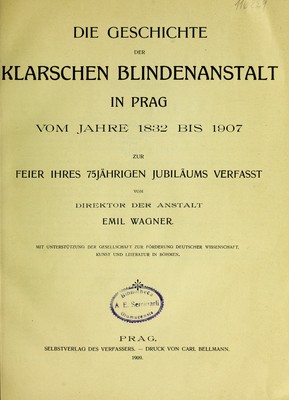 DIE GESCHICHTE
DER
KLARSCHEN BLINDENANSTALT
IN PRAG
VOM JAHRE 1832 BIS 1907
ZUR
FEIER IHRES 75JÄHRIGEN JUBILÄUMS VERFASST
VOM
DIREKTOR DER ANSTALT
EMIL WAGNER.
MIT UNTERSTÜTZUNG DER GESELLSCHAFT ZUR FÖRDERUNG DEUTSCHER WISSENSCHAFT,
KUNST UND LITERATUR IN BÖHMEN.
A. E.
PRAG.
SELBSTVERLAG DES VERFASSERS. — DRUCK VON CARL BELLMANN.
1909.